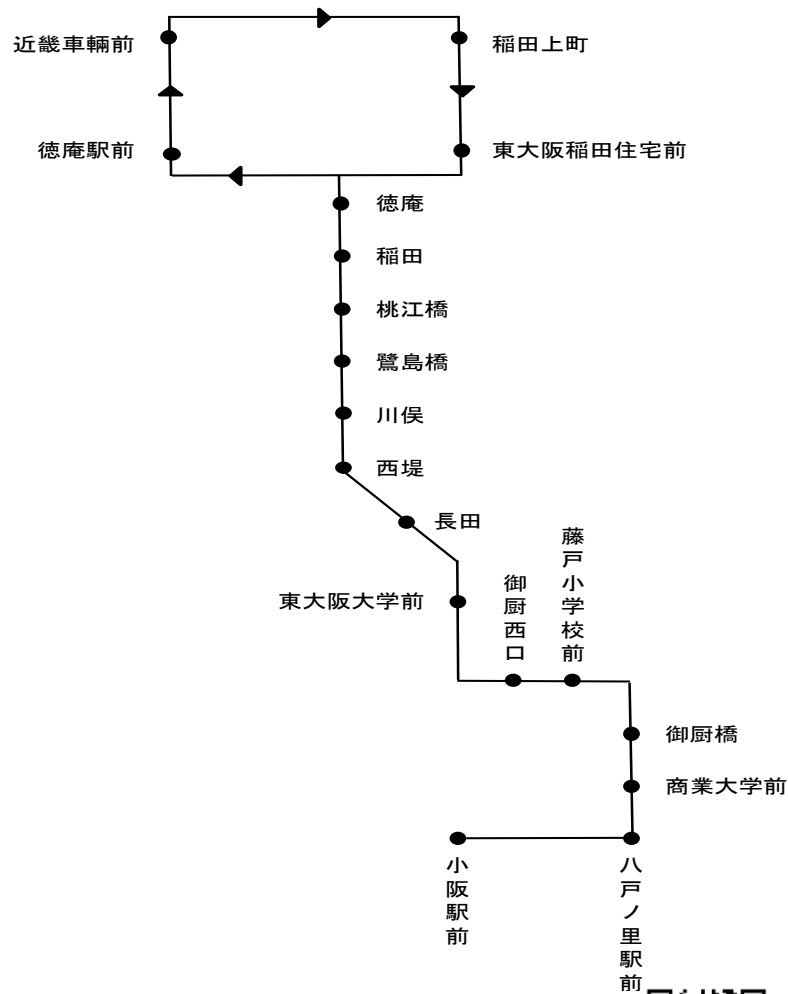 近畿車輛前
稲田上町
徳庵駅前
東大阪稲田住宅前
徳庵
稲田
桃江橋
鷺島橋
川俣
西堤
長田
東大阪大学前
御厨西口
藤戸小学校前
御厨橋
商業大学前
小阪駅前
八戸ノ里駅前